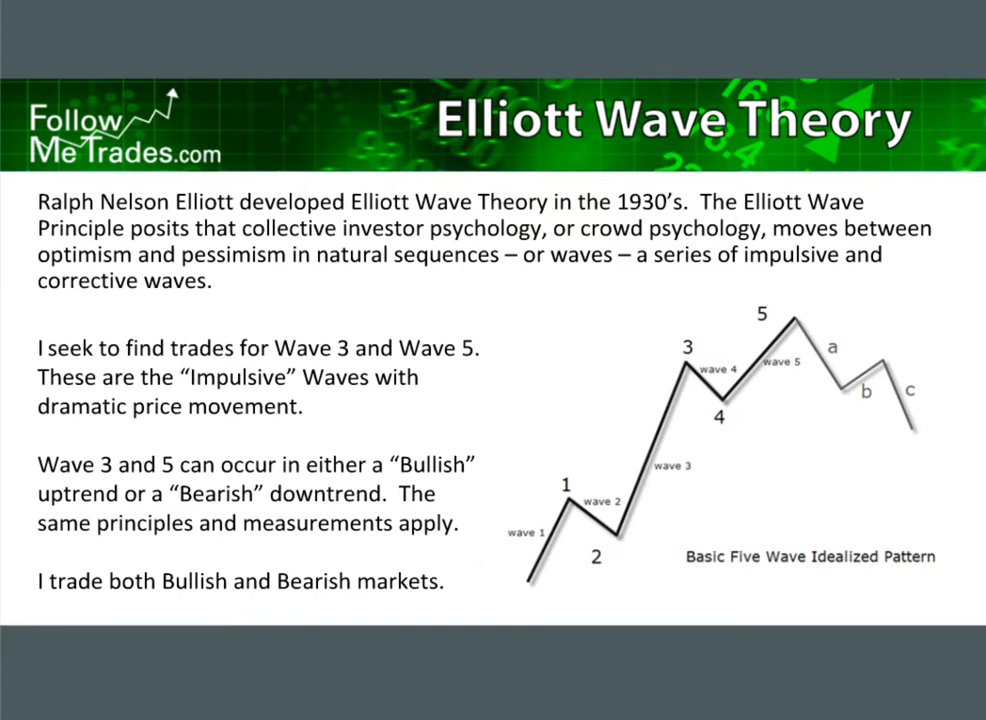 Follow
MeTrades.com
Elliott Wave Theory
Ralph Nelson Elliott developed Elliott Wave Theory in the 1930's.  The Elliott Wave
Principle posits that collective investor psychology, or crowd psychology, moves between
optimism and pessimism in natural sequences – or waves – a series of impulsive and
corrective waves.
I seek to find trades for Wave 3 and Wave 5.
These are the “Impulsive” Waves with
dramatic price movement.
Wave 3 and 5 can occur in either a “Bullish”
uptrend or a “Bearish” downtrend.  The
same principles and measurements apply.
I trade both Bullish and Bearish markets.
5
3
a
wave 4
wave 5
b
c
4
wave 3
1
wave 2
wave 1
2
Basic Five Wave Idealized Pattern